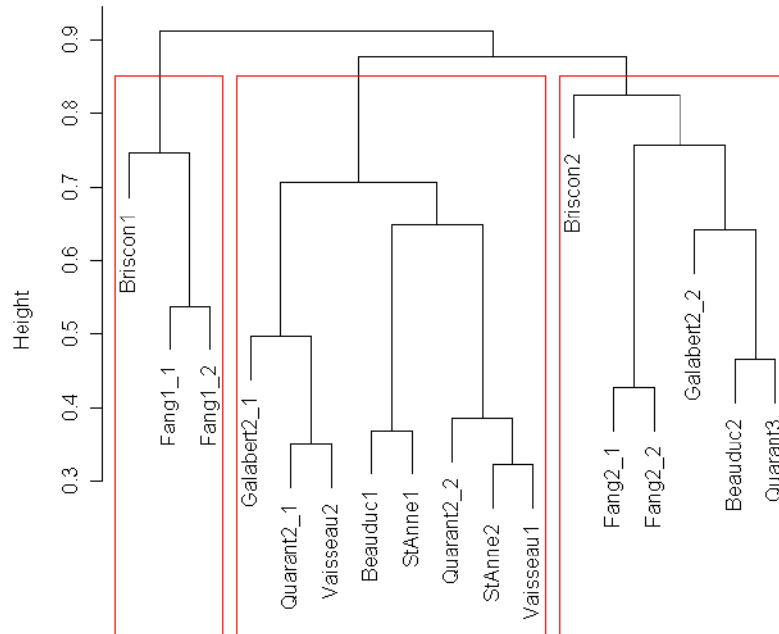 Height
0.9
0.8
0.7
0.6
0.5
0.4
0.3
Briscon1
Fang1_1
Fang1_2
Galabert2_1
Quarant2_1
Vaisseau2
Beauduc1
StAnne1
Quarant2_2
StAnne2
Vaisseau1
Briscon2
Fang2_1
Fang2_2
Galabert2_2
Beauduc2
Quarant3